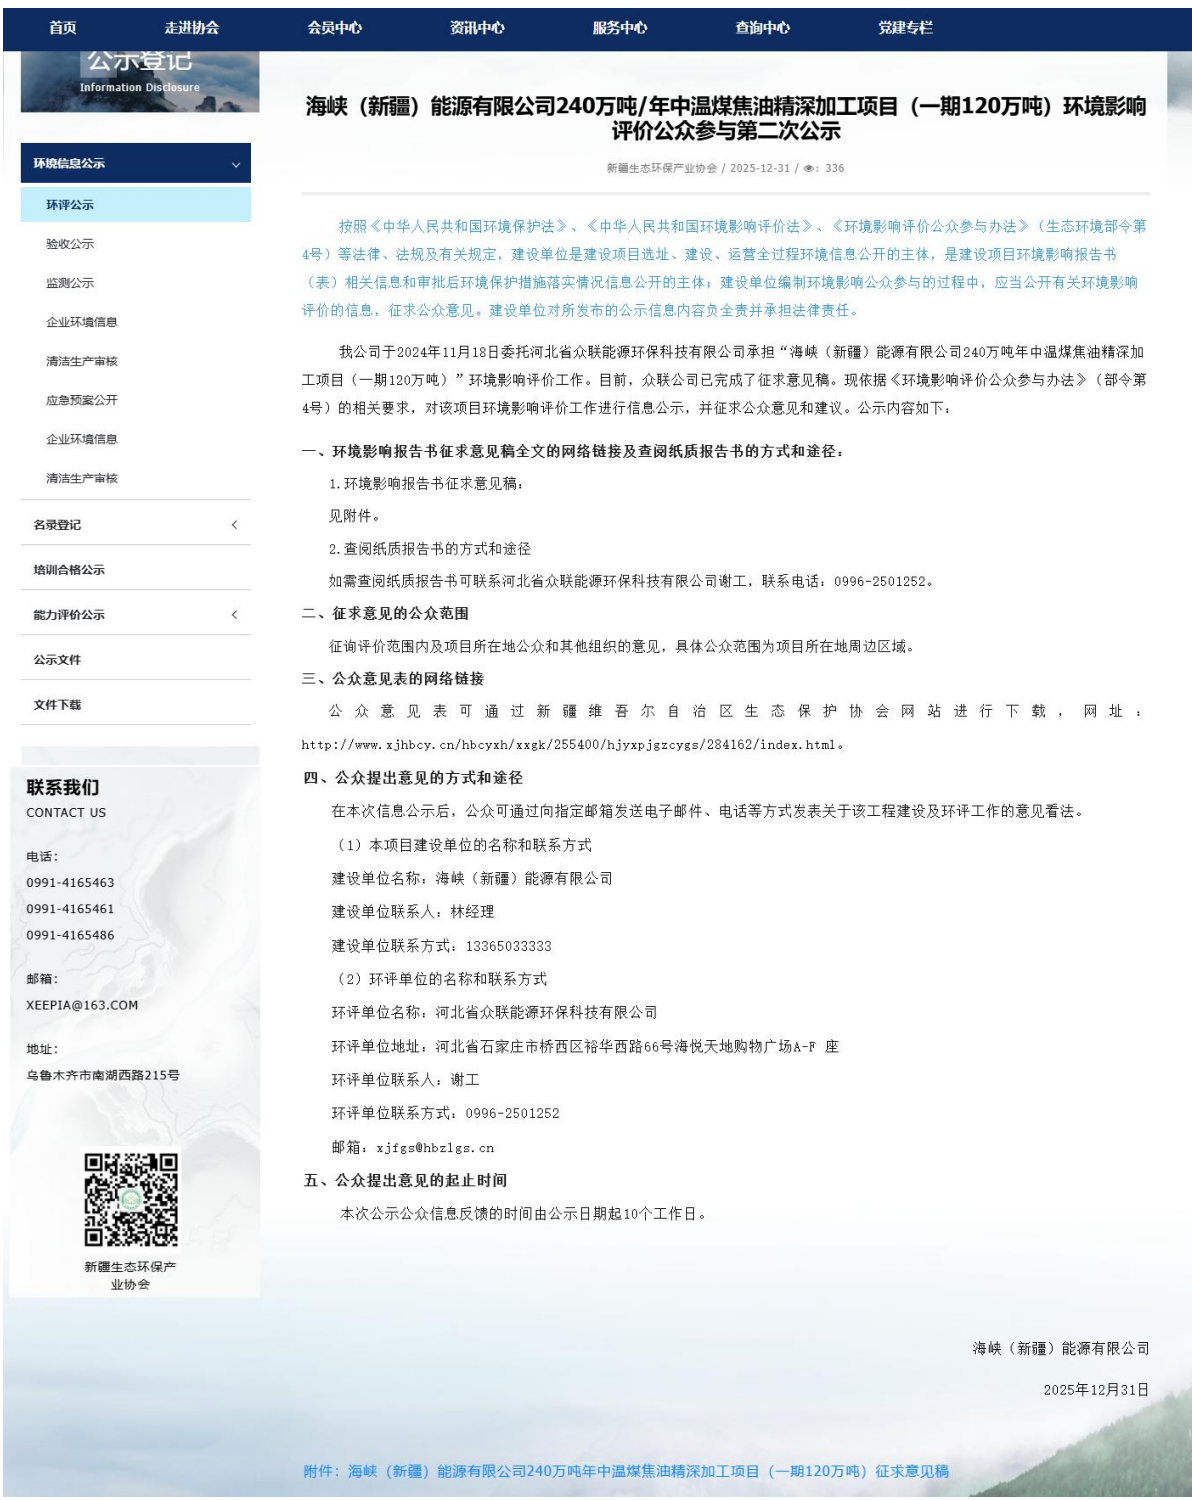 首页 走进协会 会员中心 资讯中心 服务中心 查询中心 党建专栏
公示登记
Information Disclosure
环境信息公示
环评公示
验收公示
监测公示
企业环境信息
清洁生产审核
应急预案公开
企业环境信息
清洁生产审核
名录登记
培训合格公示
能力评价公示
公示文件
文件下载
联系我们
CONTACT US
电话：
0991-4165463
0991-4165461
0991-4165486
邮箱：
XEEPIA@163.COM
地址：
乌鲁木齐市南湖西路215号
新疆生态环保产
业协会
海峡（新疆）能源有限公司240万吨/年中温煤焦油精深加工项目（一期120万吨）环境影响
评价公众参与第二次公示
新疆生态环保产业协会 / 2025-12-31 / 336
按照《中华人民共和国环境保护法》、《中华人民共和国环境影响评价法》、《环境影响评价公众参与办法》（生态环境部令第
4号）等法律、法规及有关规定，建设单位是建设项目选址、建设、运营全过程环境信息公开的主体，是建设项目环境影响报告书
（表）相关信息和审批后环境保护措施落实情况信息公开的主体；建设单位编制环境影响公众参与的过程中，应当公开有关环境影响
评价的信息，征求公众意见。建设单位对所发布的公示信息内容负全责并承担法律责任。
我公司于2024年11月18日委托河北省众联能源环保科技有限公司承担“海峡（新疆）能源有限公司240万吨年中温煤焦油精深加
工项目（一期120万吨）”环境影响评价工作。目前，众联公司已完成了征求意见稿。现依据《环境影响评价公众参与办法》（部令第
4号）的相关要求，对该项目环境影响评价工作进行信息公示，并征求公众意见和建议。公示内容如下：
一、环境影响报告书征求意见稿全文的网络链接及查阅纸质报告书的方式和途径：
1.环境影响报告书征求意见稿：
见附件。
2.查阅纸质报告书的方式和途径
如需查阅纸质报告书可联系河北省众联能源环保科技有限公司谢工，联系电话：0996-2501252。
二、征求意见的公众范围
征询评价范围内及项目所在地公众和其他组织的意见，具体公众范围为项目所在地周边区域。
三、公众意见表的网络链接
公众意见表可通过新疆维吾尔自治区生态保护协会网站进行下载，网址：
http://www.xjhbcy.cn/hbcyxh/xxgk/255400/hjyxpjgzcygs/284162/index.html。
四、公众提出意见的方式和途径
在本次信息公示后，公众可通过向指定邮箱发送电子邮件、电话等方式发表关于该工程建设及环评工作的意见看法。
（1）本项目建设单位的名称和联系方式
建设单位名称：海峡（新疆）能源有限公司
建设单位联系人：林经理
建设单位联系方式：13365033333
（2）环评单位的名称和联系方式
环评单位名称：河北省众联能源环保科技有限公司
环评单位地址：河北省石家庄市桥西区裕华西路66号海悦天地购物广场A-F 座
环评单位联系人：谢工
环评单位联系方式：0996-2501252
邮箱：xjfgs@hbzlgs.cn
五、公众提出意见的起止时间
本次公示公众信息反馈的时间由公示日期起10个工作日。
海峡（新疆）能源有限公司
2025年12月31日
附件：海峡（新疆）能源有限公司240万吨年中温煤焦油精深加工项目（一期120万吨）征求意见稿